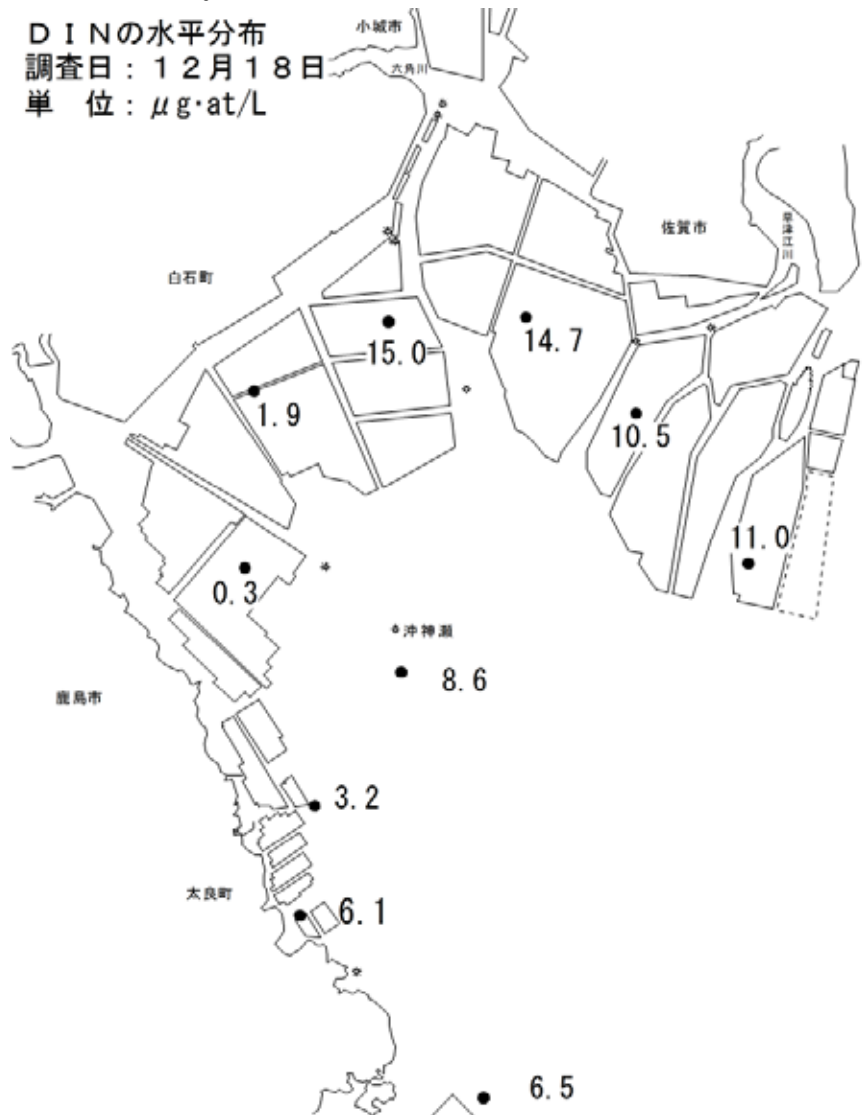 DINの水平分布
調査日：12月18日
単　位：μg·at/L
小城市
六角川
佐賀市
早津江川
白石町
15.0
14.7
1.9
10.5
11.0
0.3
沖神瀬
8.6
鹿島市
3.2
太良町
6.1
6.5